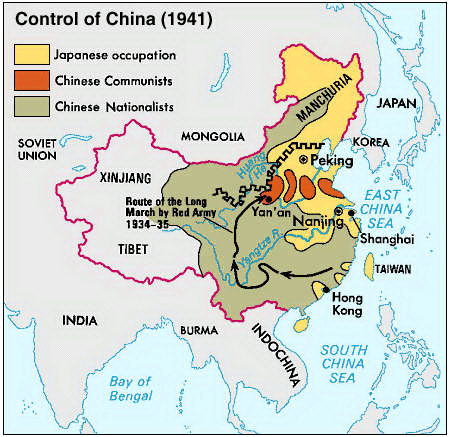 Control of China (1941)
Japanese occupation
Chinese Communists
Chinese Nationalists
MANCHURIA
JAPAN
MONGOLIA
SOVIET
UNION
KOREA
Huang
He
Peking
XINJIANG
Route of the Long
March by Red Army
1934–35
Yan'an
EAST
CHINA
SEA
Nanjing
Shanghai
TIBET
Yangtze R.
TAIWAN
Hong
Kong
INDIA
BURMA
INDOCHINA
SOUTH
CHINA
SEA
Bay of
Bengal